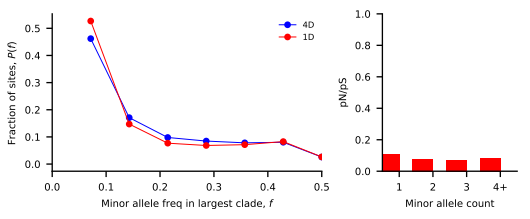 Fraction of sites, P(f)
0.5
0.4
0.3
0.2
0.1
0.0
0.0 0.1 0.2 0.3 0.4 0.5
Minor allele freq in largest clade, f
4D
1D
pN/pS
1.0
0.8
0.6
0.4
0.2
0.0
1 2 3 4+
Minor allele count